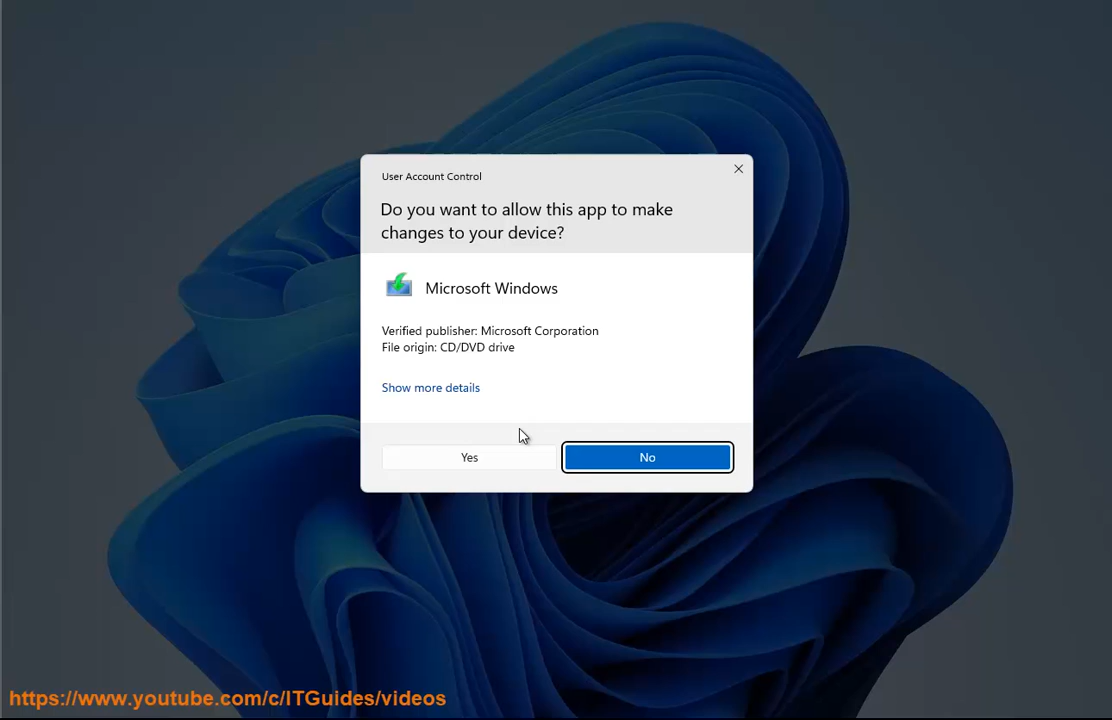 User Account Control
Do you want to allow this app to make
changes to your device?
Microsoft Windows
Verified publisher: Microsoft Corporation
File origin: CD/DVD drive
Show more details
Yes
No
https://www.youtube.com/c/ITGuides/videos